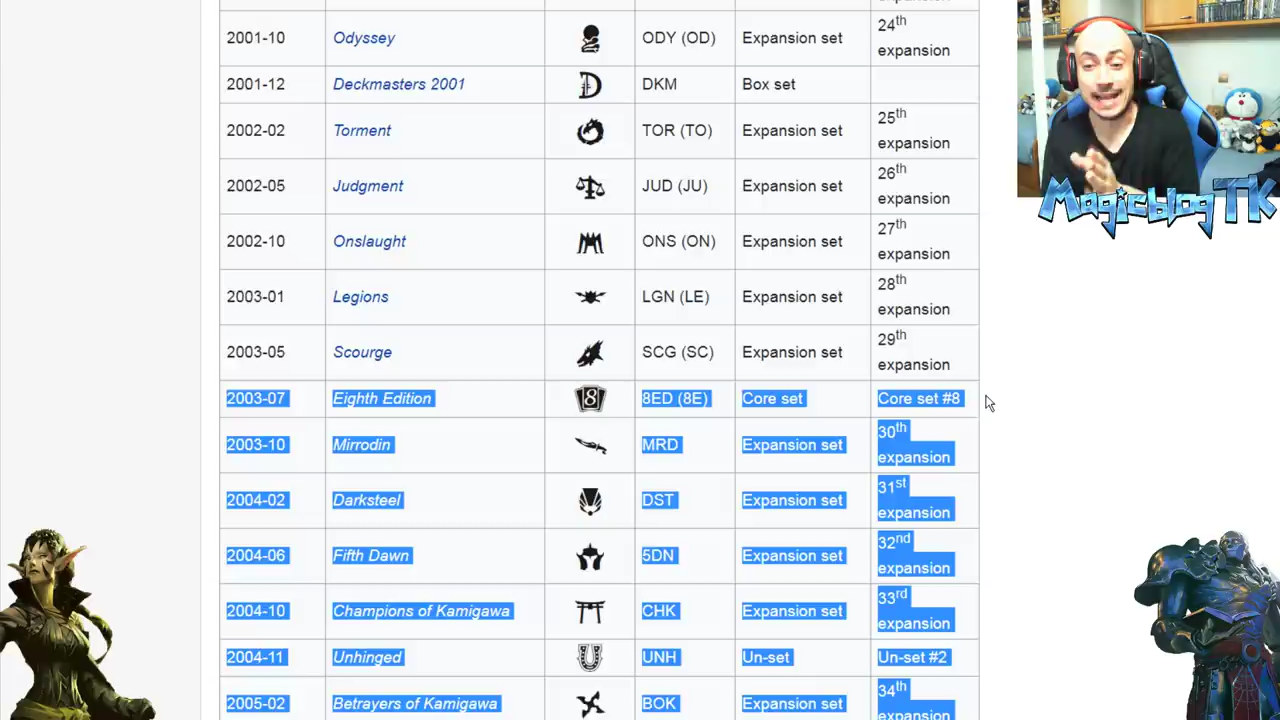 expansion
2001-10 Odyssey ODY (OD) Expansion set 24th expansion
2001-12 Deckmasters 2001 DKM Box set
2002-02 Torment TOR (TO) Expansion set 25th expansion
2002-05 Judgment JUD (JU) Expansion set 26th expansion
2002-10 Onslaught ONS (ON) Expansion set 27th expansion
2003-01 Legions LGN (LE) Expansion set 28th expansion
2003-05 Scourge SCG (SC) Expansion set 29th expansion
2003-07 Eighth Edition 8 8ED (8E) Core set Core set #8
2003-10 Mirrodin MRD Expansion set 30th expansion
2004-02 Darksteel DST Expansion set 31st expansion
2004-06 Fifth Dawn 5DN Expansion set 32nd expansion
2004-10 Champions of Kamigawa CHK Expansion set 33rd expansion
2004-11 Unhinged UNH Un-set Un-set #2
2005-02 Betrayers of Kamigawa BOK Expansion set 34th expansion
MagicblogTK